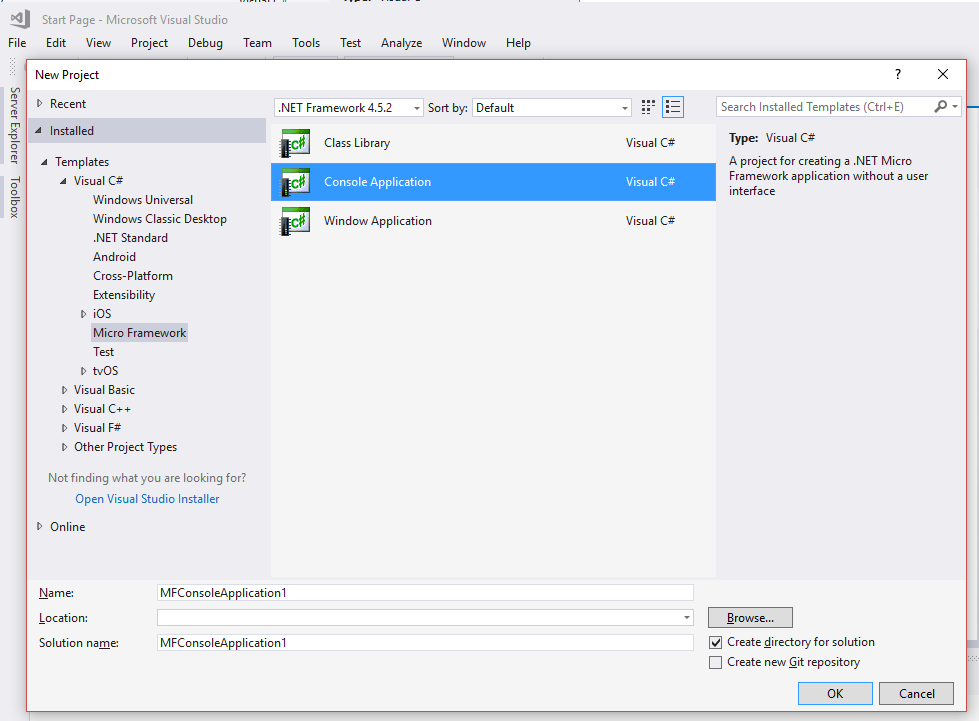 Start Page - Microsoft Visual Studio
File Edit View Project Debug Team Tools Test Analyze Window Help
Server Explorer
Toolbox
New Project ?
Recent
Installed
Templates
Visual C#
Windows Universal
Windows Classic Desktop
.NET Standard
Android
Cross-Platform
Extensibility
iOS
Micro Framework
Test
tvOS
Visual Basic
Visual C++
Visual F#
Other Project Types
Not finding what you are looking for?
Open Visual Studio Installer
Online
.NET Framework 4.5.2 Sort by: Default
Class Library Visual C#
Console Application Visual C#
Window Application Visual C#
Search Installed Templates (Ctrl+E)
Type: Visual C#
A project for creating a .NET Micro
Framework application without a user
interface
Name: MFConsoleApplication1
Location: Browse...
Solution name: MFConsoleApplication1
Create directory for solution
Create new Git repository
OK Cancel